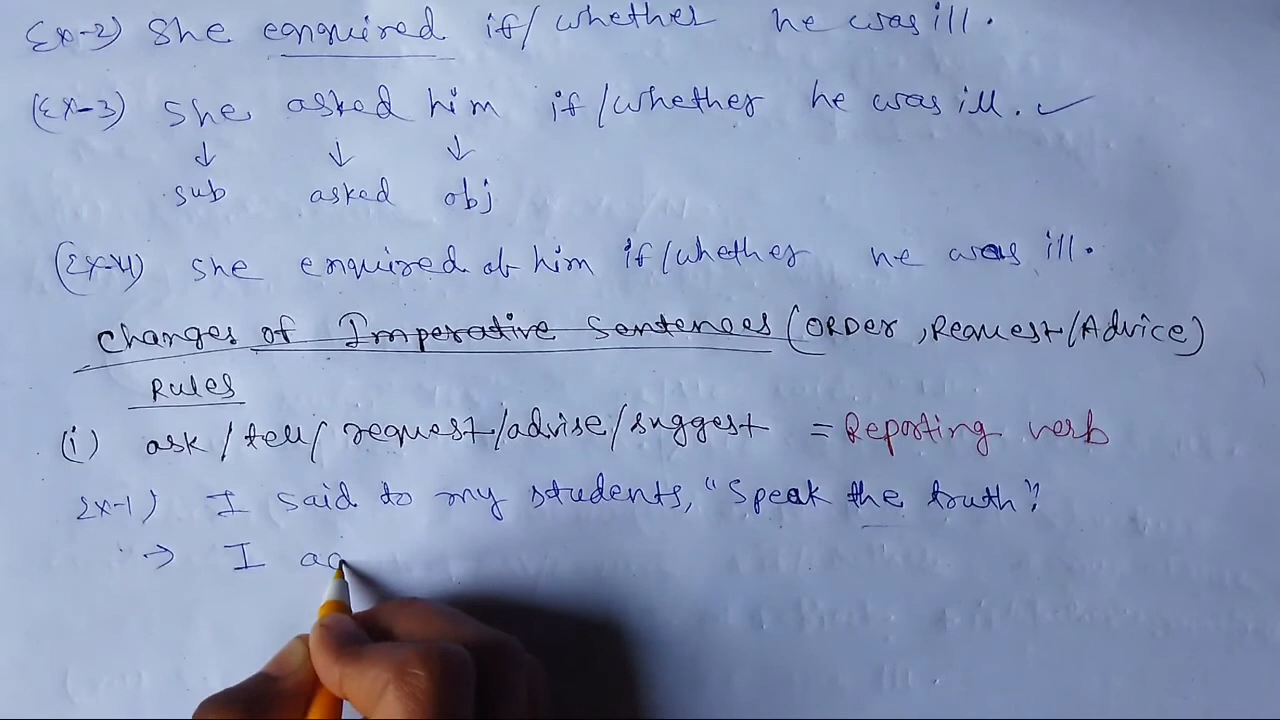 Ex-2) She enquired if/whether he was ill.
(Ex-3) She asked him if/whether he was ill. ✓
↓ ↓ ↓
sub asked obj
(Ex-4) She enquired of him if/whether he was ill.
Changes of Imperative Sentences (Order, Request/Advice)
Rules
(i) ask/tell/request/advise/suggest = Reporting verb
Ex-1) I said to my students, "Speak the truth".
→ I ad